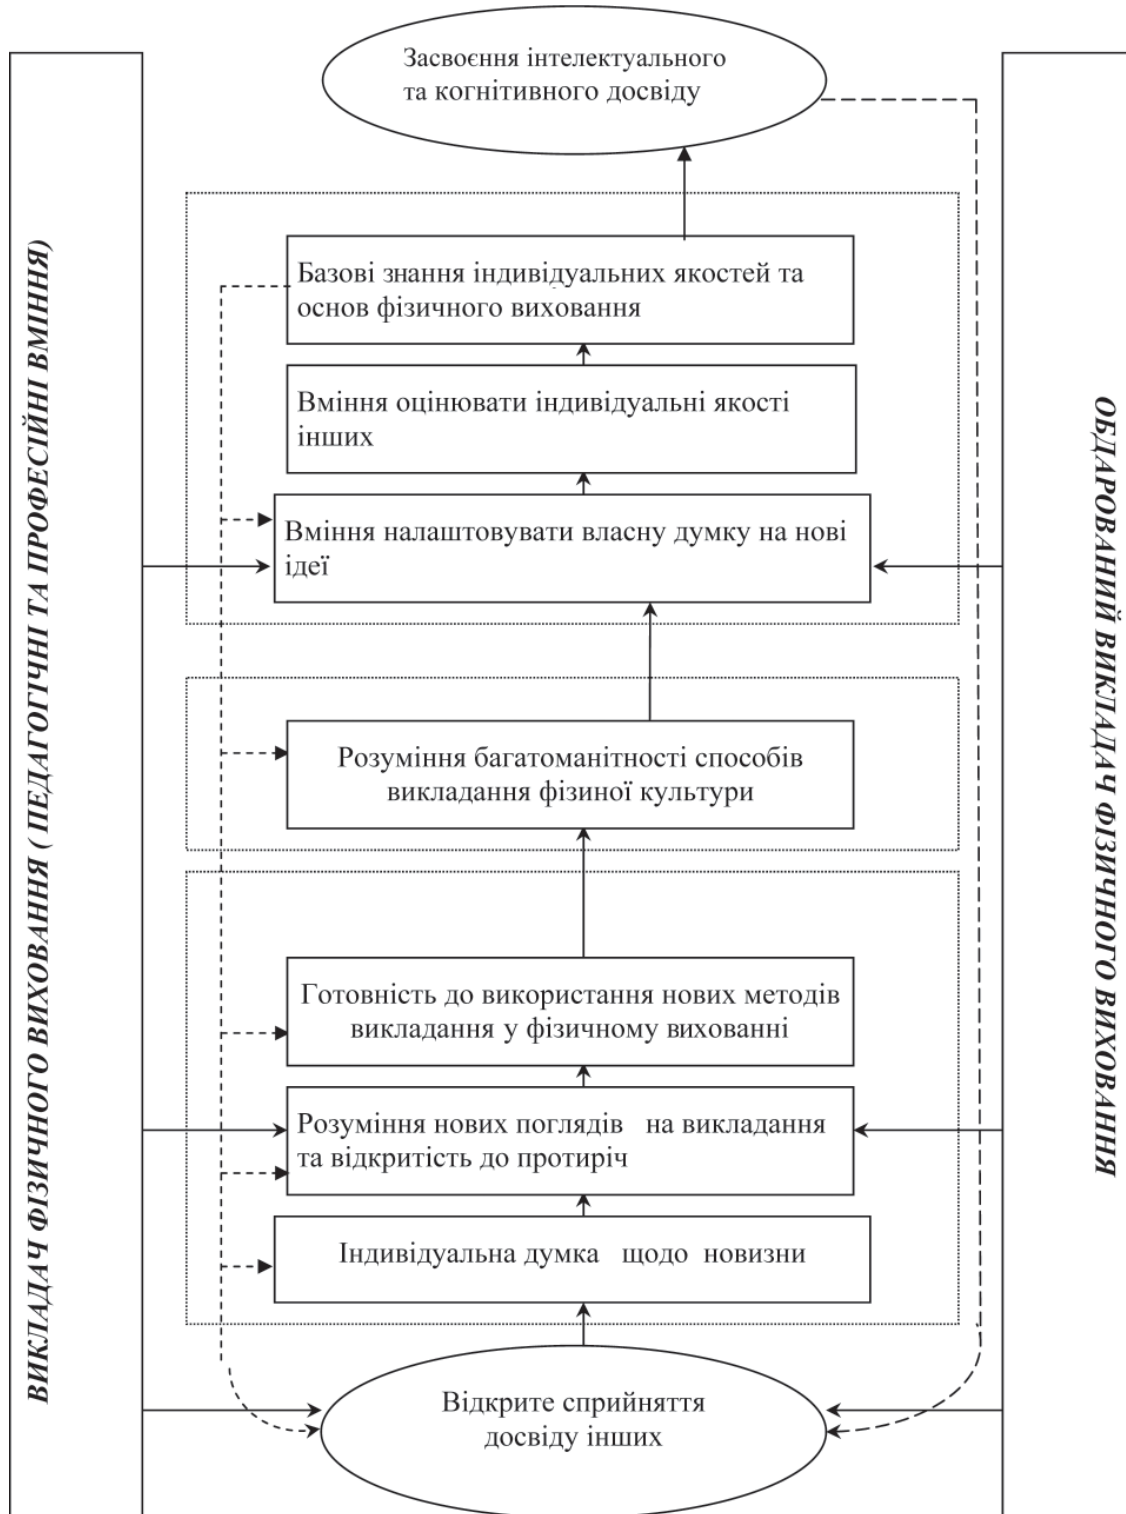 Засвоєння інтелектуального
та когнітивного досвіду
ВИКЛАДАЧ ФІЗИЧНОГО ВИХОВАННЯ ( ПЕДАГОГІЧНІ ТА ПРОФЕСІЙНІ ВМІННЯ)
Базові знання індивідуальних якостей та
основ фізичного виховання
Вміння оцінювати індивідуальні якості
інших
Вміння налаштовувати власну думку на нові
ідеї
Розуміння багатоманітності способів
викладання фізиної культури
Готовність до використання нових методів
викладання у фізичному вихованні
Розуміння нових поглядів на викладання
та відкритість до протиріч
Індивідуальна думка щодо новизни
Відкрите сприйняття
досвіду інших
ОБДАРОВАНИЙ ВИКЛАДАЧ ФІЗИЧНОГО ВИХОВАННЯ